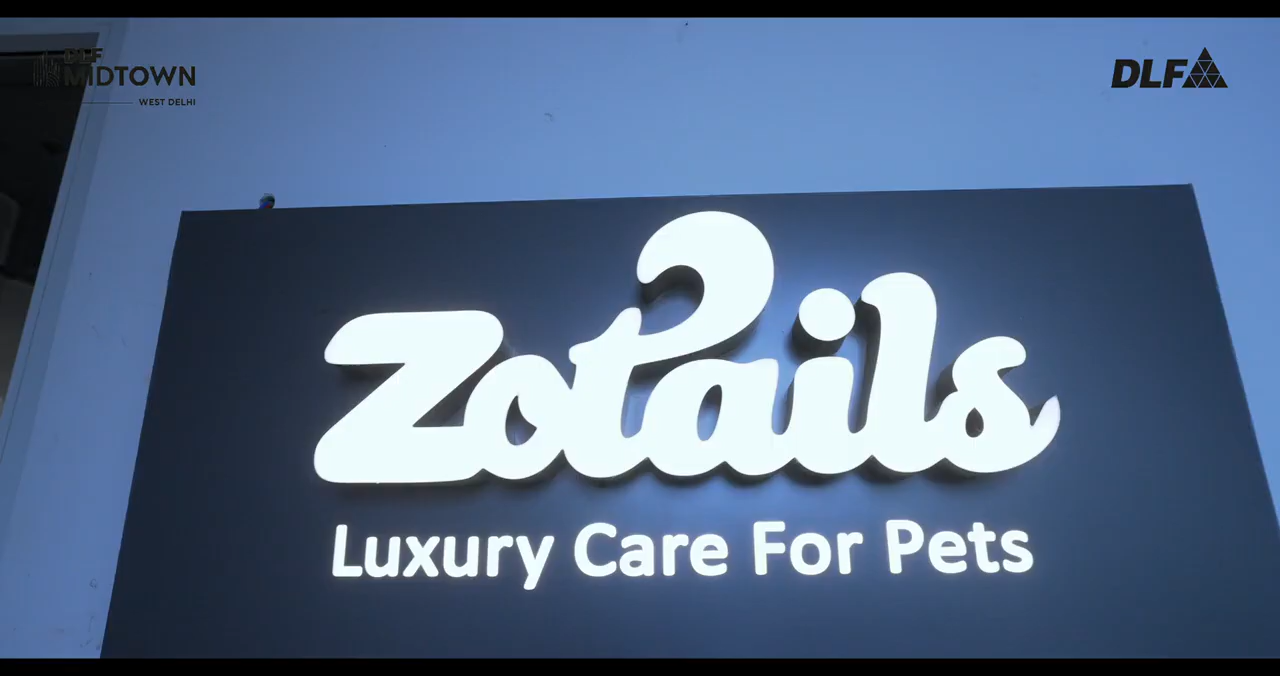 DLF
MIDTOWN
WEST DELHI
DLF
Zotails
Luxury Care For Pets